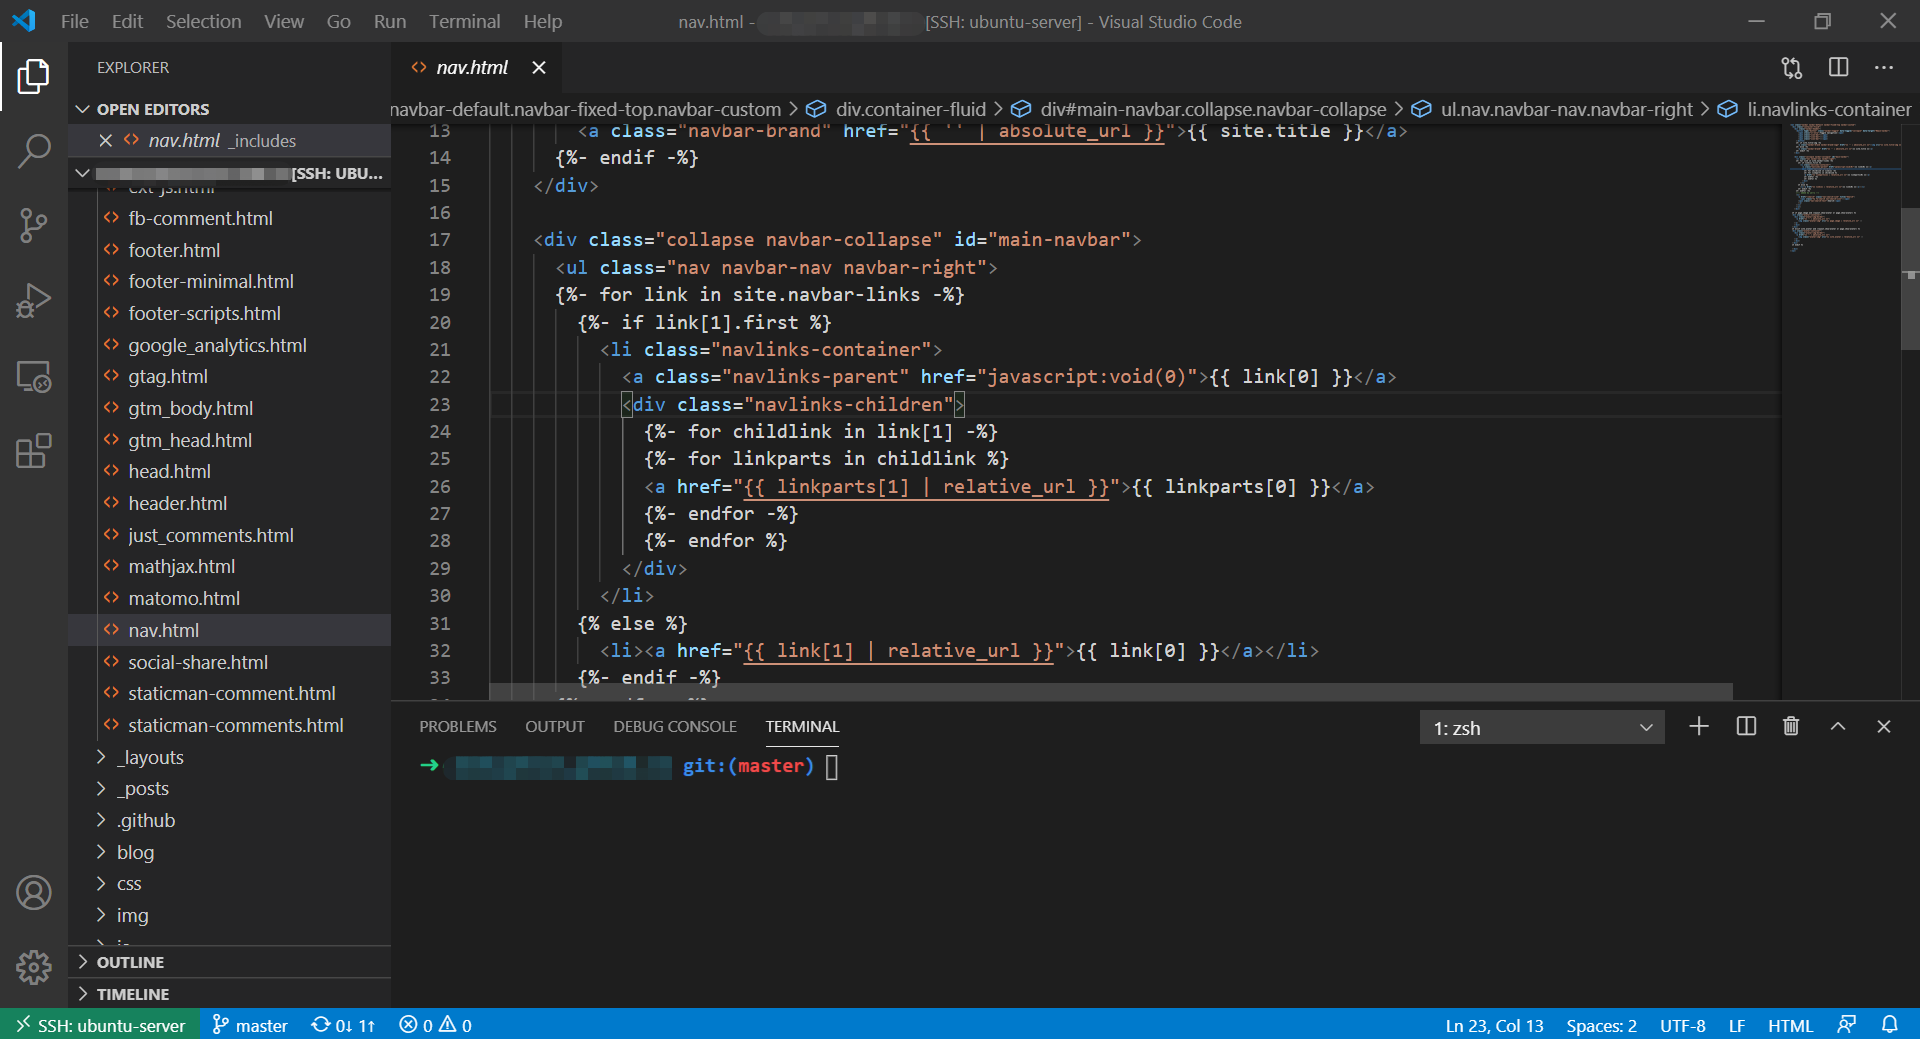 File Edit Selection View Go Run Terminal Help
nav.html - [SSH: ubuntu-server] - Visual Studio Code
EXPLORER
OPEN EDITORS
nav.html _includes
[SSH: UBU...
ext-js.html
fb-comment.html
footer.html
footer-minimal.html
footer-scripts.html
google_analytics.html
gtag.html
gtm_body.html
gtm_head.html
head.html
header.html
just_comments.html
mathjax.html
matomo.html
nav.html
social-share.html
staticman-comment.html
staticman-comments.html
_layouts
_posts
.github
blog
css
img
OUTLINE
TIMELINE
nav.html
navbar-default.navbar-fixed-top.navbar-custom > div.container-fluid > div#main-navbar.collapse.navbar-collapse > ul.nav.navbar-nav.navbar-right > li.navlinks-container
13 <a class="navbar-brand" href="{{ '' | absolute_url }}">{{ site.title }}</a>
14 {%- endif -%}
15 </div>
16
17 <div class="collapse navbar-collapse" id="main-navbar">
18 <ul class="nav navbar-nav navbar-right">
19 {%- for link in site.navbar-links -%}
20 {%- if link[1].first %}
21 <li class="navlinks-container">
22 <a class="navlinks-parent" href="javascript:void(0)">{{ link[0] }}</a>
23 <div class="navlinks-children">
24 {%- for childlink in link[1] -%}
25 {%- for linkparts in childlink %}
26 <a href="{{ linkparts[1] | relative_url }}">{{ linkparts[0] }}</a>
27 {%- endfor -%}
28 {%- endfor %}
29 </div>
30 </li>
31 {% else %}
32 <li><a href="{{ link[1] | relative_url }}">{{ link[0] }}</a></li>
33 {%- endif -%}
PROBLEMS OUTPUT DEBUG CONSOLE TERMINAL
1: zsh
➜ git:(master)
SSH: ubuntu-server master 0↓ 1↑ 0 0
Ln 23, Col 13 Spaces: 2 UTF-8 LF HTML